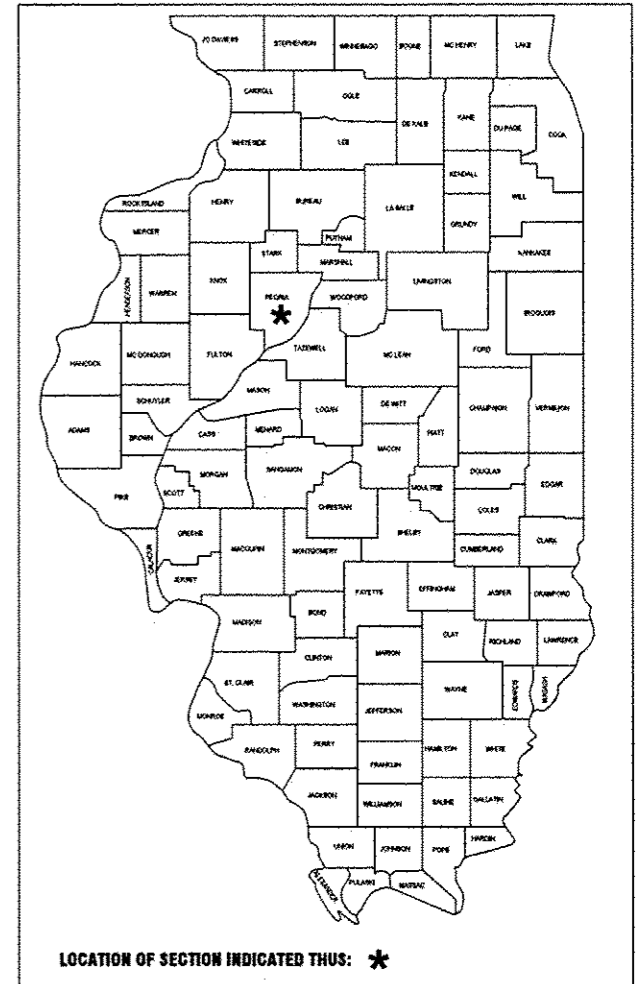 JO DAVIESS STEPHENSON WINNEBAGO BOONE MC HENRY LAKE
CARROLL OGLE
DE KALB KANE DU PAGE COOK
WHITESIDE LEE
KENDALL WILL
ROCK ISLAND HENRY BUREAU LA SALLE GRUNDY
MERCER PUTNAM
STARK MARSHALL KANKAKEE
HENDERSON WARREN KNOX PEORIA WOODFORD LIVINGSTON IROQUOIS
HANCOCK MC DONOUGH FULTON TAZEWELL MC LEAN FORD
SCHUYLER MASON
ADAMS BROWN CASS MENARD LOGAN DE WITT PIATT CHAMPAIGN VERMILION
MACON
PIKE SCOTT MORGAN SANGAMON CHRISTIAN MOULTRIE DOUGLAS EDGAR
COLES
GREENE MACOUPIN MONTGOMERY SHELBY CUMBERLAND CLARK
CALHOUN JERSEY
MADISON BOND FAYETTE EFFINGHAM JASPER CRAWFORD
CLINTON MARION CLAY RICHLAND LAWRENCE
ST. CLAIR WASHINGTON JEFFERSON WAYNE EDWARDS WABASH
MONROE
RANDOLPH PERRY FRANKLIN HAMILTON WHITE
JACKSON WILLIAMSON SALINE GALLATIN
UNION JOHNSON POPE HARDIN
ALEXANDER PULASKI MASSAC
LOCATION OF SECTION INDICATED THUS: *